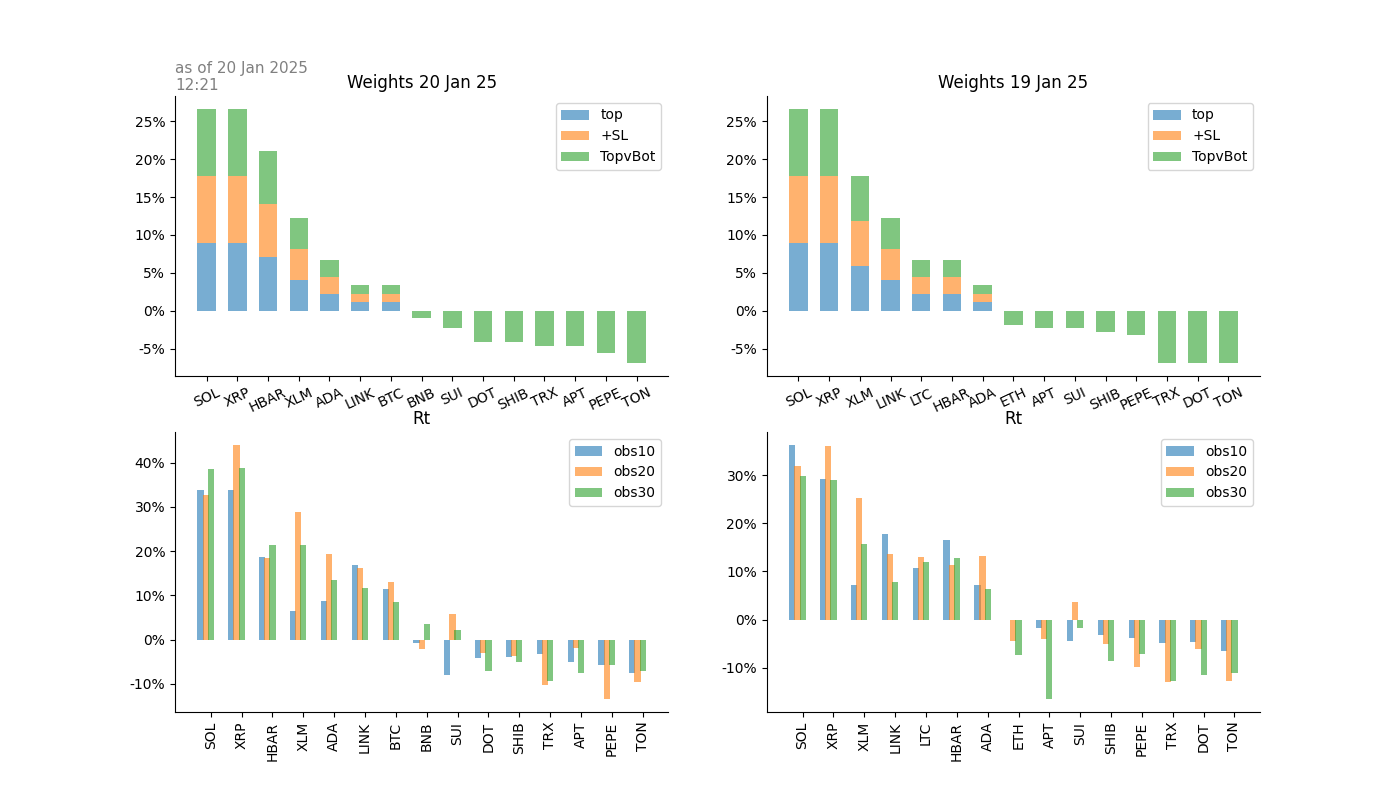 as of 20 Jan 2025
12:21
Weights 20 Jan 25
25%
20%
15%
10%
5%
0%
-5%
top
+SL
TopvBot
SOL XRP HBAR XLM ADA LINK BTC BNB SUI DOT SHIB TRX APT PEPE TON
Weights 19 Jan 25
25%
20%
15%
10%
5%
0%
-5%
top
+SL
TopvBot
SOL XRP XLM LINK LTC HBAR ADA ETH APT SUI SHIB PEPE TRX DOT TON
Rt
40%
30%
20%
10%
0%
-10%
obs10
obs20
obs30
SOL XRP HBAR XLM ADA LINK BTC BNB SUI DOT SHIB TRX APT PEPE TON
Rt
30%
20%
10%
0%
-10%
obs10
obs20
obs30
SOL XRP XLM LINK LTC HBAR ADA ETH APT SUI SHIB PEPE TRX DOT TON